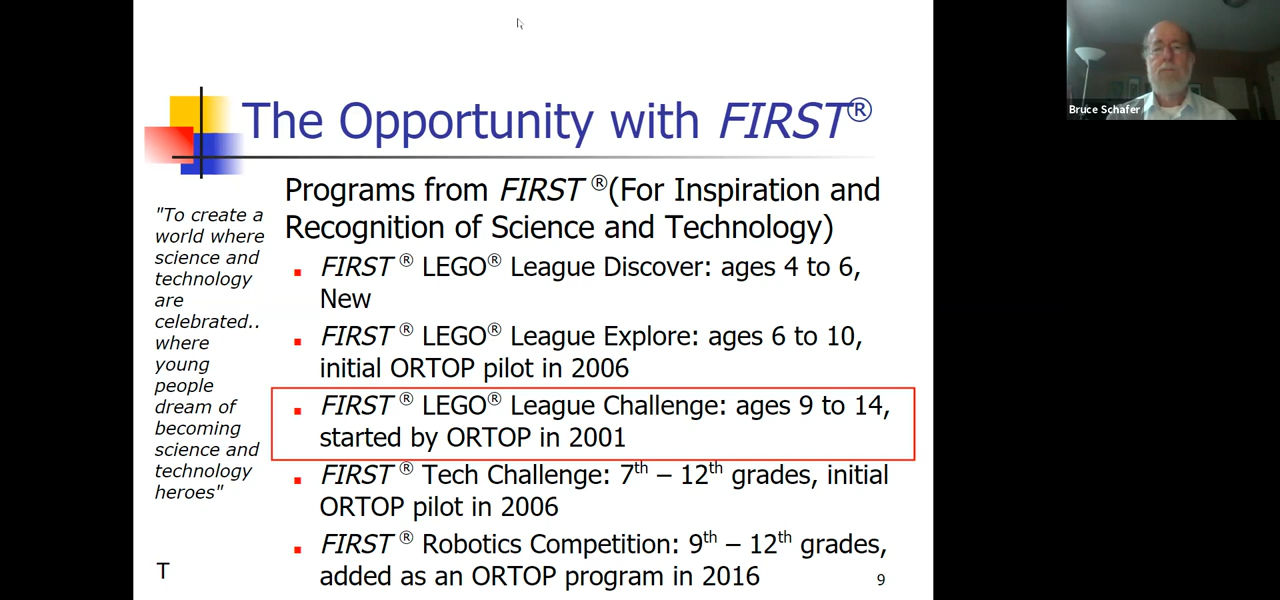 The Opportunity with FIRST®
Programs from FIRST ®(For Inspiration and
Recognition of Science and Technology)
"To create a
world where
science and
technology
are
celebrated..
where
young
people
dream of
becoming
science and
technology
heroes"
▪ FIRST ® LEGO® League Discover: ages 4 to 6,
New
▪ FIRST ® LEGO® League Explore: ages 6 to 10,
initial ORTOP pilot in 2006
▪ FIRST ® LEGO® League Challenge: ages 9 to 14,
started by ORTOP in 2001
▪ FIRST ® Tech Challenge: 7th – 12th grades, initial
ORTOP pilot in 2006
▪ FIRST ® Robotics Competition: 9th – 12th grades,
added as an ORTOP program in 2016
T
9
Bruce Schafer